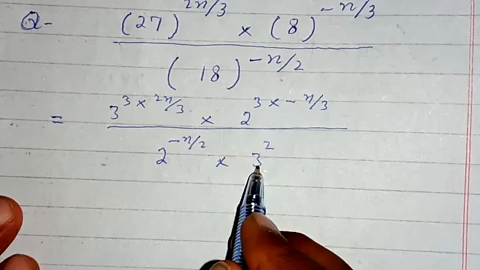 Q- (27)^{2n/3} × (8)^{-n/3}
(18)^{-n/2}
= 3^{3 × 2n/3} × 2^{3 × -n/3}
2^{-n/2} × 3^2